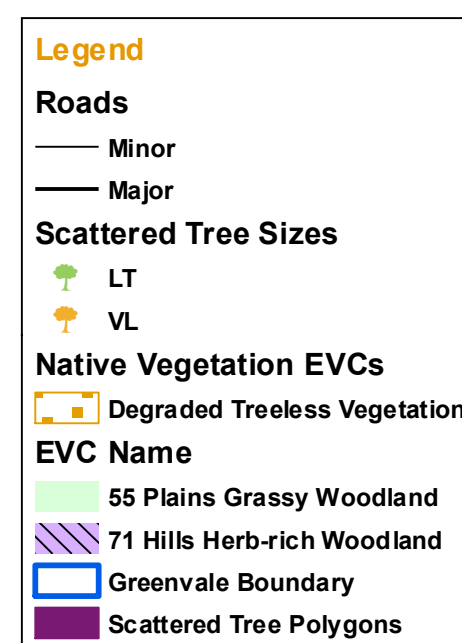 Legend
Roads
Minor
Major
Scattered Tree Sizes
LT
VL
Native Vegetation EVCs
Degraded Treeless Vegetation
EVC Name
55 Plains Grassy Woodland
71 Hills Herb-rich Woodland
Greenvale Boundary
Scattered Tree Polygons